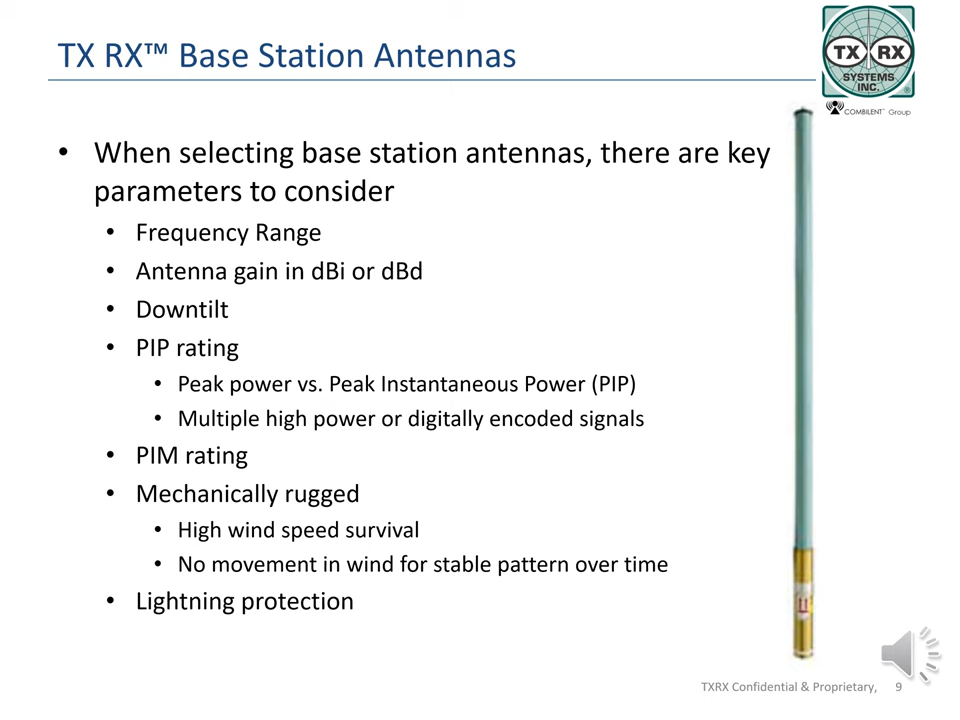 TX RX™ Base Station Antennas
TX RX
SYSTEMS
INC.
®
COMBILENT™ Group
• When selecting base station antennas, there are key
parameters to consider
• Frequency Range
• Antenna gain in dBi or dBd
• Downtilt
• PIP rating
• Peak power vs. Peak Instantaneous Power (PIP)
• Multiple high power or digitally encoded signals
• PIM rating
• Mechanically rugged
• High wind speed survival
• No movement in wind for stable pattern over time
• Lightning protection
TXRX Confidential & Proprietary, 9